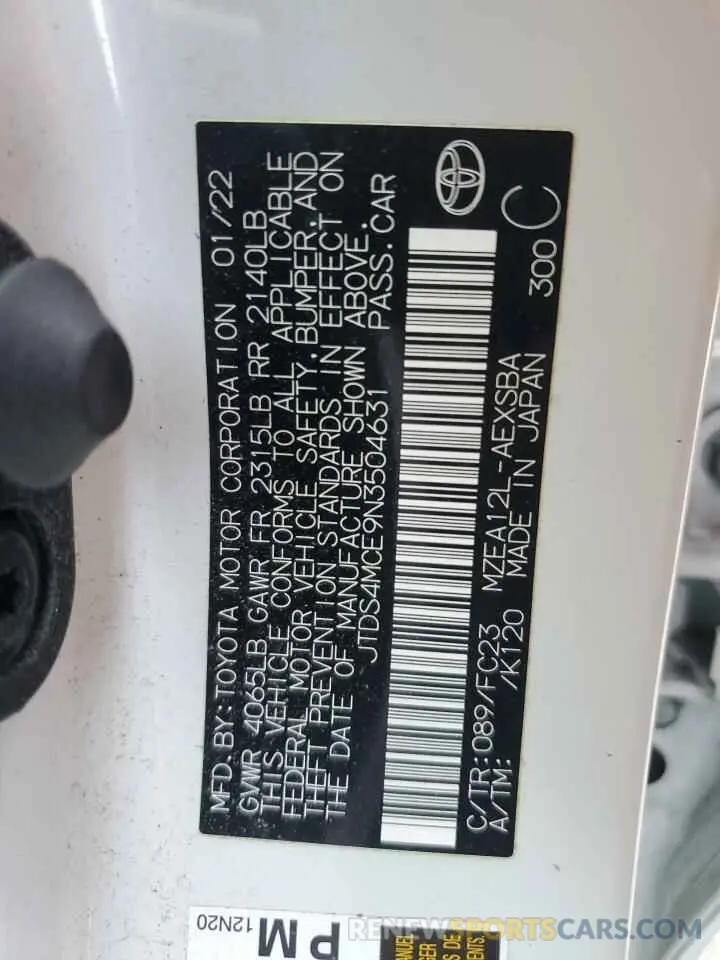 MFD.BY:TOYOTA MOTOR CORPORATION 01/22
GVWR 4065LB GAWR FR 2315LB RR 2140LB
THIS VEHICLE CONFORMS TO ALL APPLICABLE
FEDERAL MOTOR VEHICLE SAFETY,BUMPER,AND
THEFT PREVENTION STANDARDS IN EFFECT ON
THE DATE OF MANUFACTURE SHOWN ABOVE.
JTDS4MCE9N3504631 PASS.CAR
C/TR:089/FC23 MZEA12L-AEXSBA
A/TM: /K120 MADE IN JAPAN 300 C
12N20
PM
REPOSITORY SPORTSCARS.COM